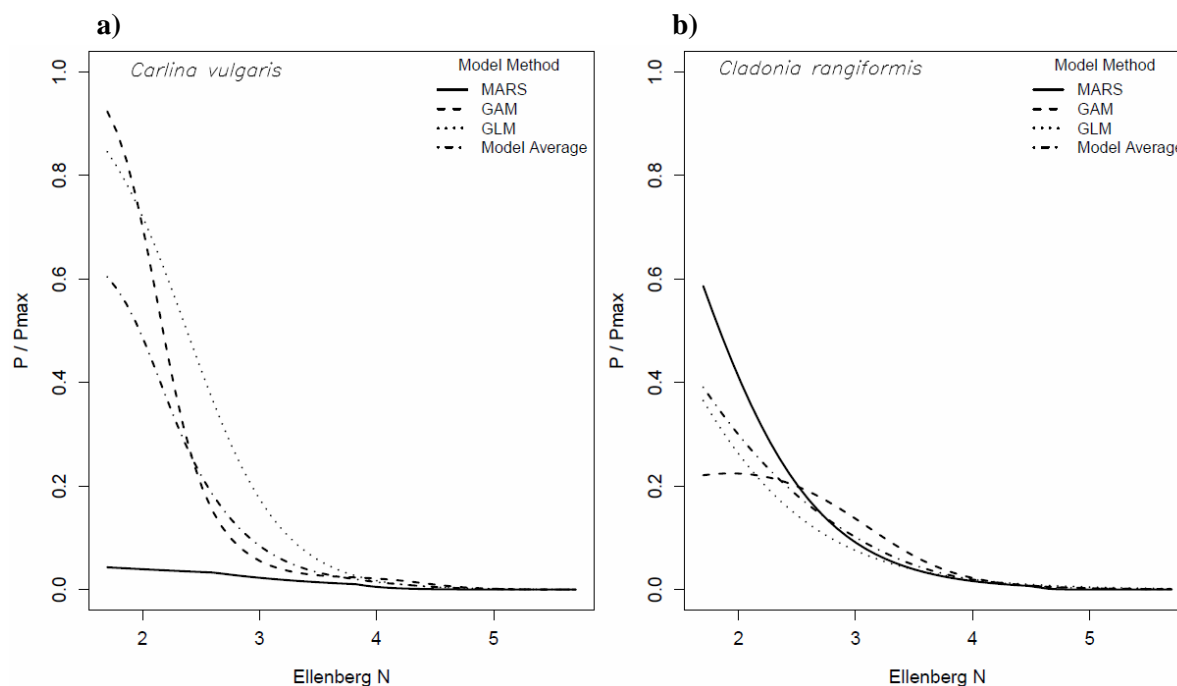 a)
Carlina vulgaris
Model Method
MARS
GAM
GLM
Model Average
1.0
0.8
0.6
0.4
0.2
0.0
P / Pmax
2 3 4 5
Ellenberg N
b)
Cladonia rangiformis
Model Method
MARS
GAM
GLM
Model Average
1.0
0.8
0.6
0.4
0.2
0.0
P / Pmax
2 3 4 5
Ellenberg N